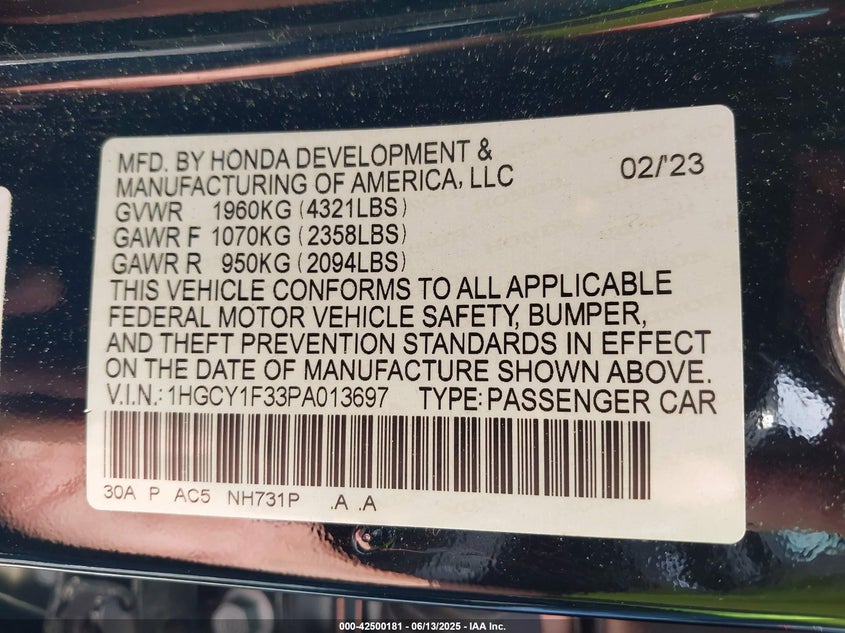 MFD. BY HONDA DEVELOPMENT & MANUFACTURING OF AMERICA, LLC 02/'23
GVWR 1960KG (4321LBS)
GAWR F 1070KG (2358LBS)
GAWR R 950KG (2094LBS)
THIS VEHICLE CONFORMS TO ALL APPLICABLE
FEDERAL MOTOR VEHICLE SAFETY, BUMPER,
AND THEFT PREVENTION STANDARDS IN EFFECT
ON THE DATE OF MANUFACTURE SHOWN ABOVE.
V.I.N.: 1HGCY1F33PA013697 TYPE: PASSENGER CAR
30A P AC5 NH731P .A .A
000-42500181 - 06/13/2025 - IAA Inc.